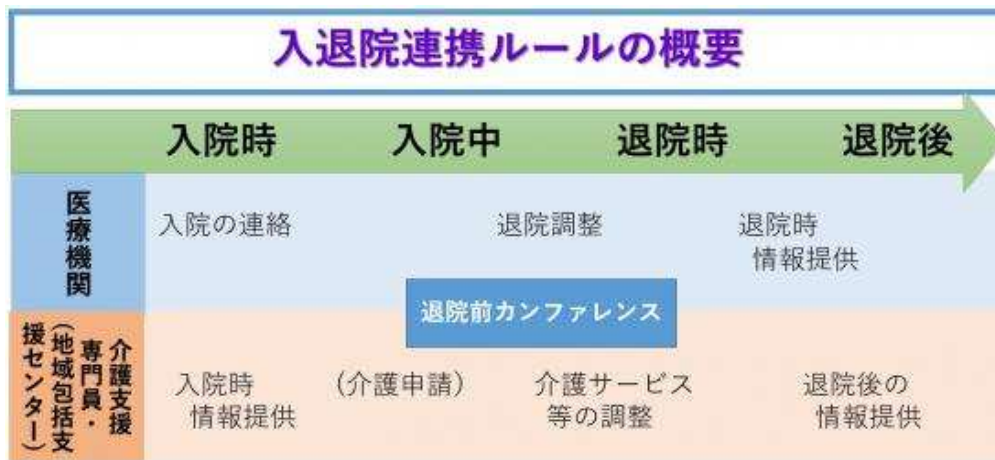 入退院連携ルールの概要
入院時 入院中 退院時 退院後
医療機関
入院の連絡
退院調整
退院時
情報提供
退院前カンファレンス
介護支援
専門員・
(地域包括支
援センター)
入院時
情報提供
(介護申請)
介護サービス
等の調整
退院後の
情報提供